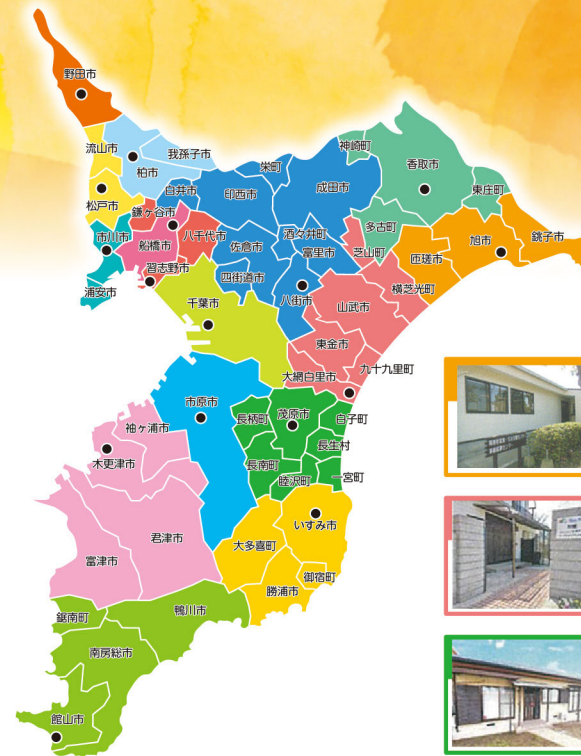 野田市
流山市
柏市
我孫子市
松戸市
鎌ヶ谷市
白井市
印西市
栄町
成田市
神崎町
香取市
東庄町
市川市
船橋市
八千代市
佐倉市
酒々井町
富里市
多古町
芝山町
匝瑳市
旭市
銚子市
浦安市
習志野市
四街道市
八街市
横芝光町
千葉市
山武市
東金市
大網白里市
九十九里町
市原市
長柄町
茂原市
白子町
袖ヶ浦市
木更津市
長南町
長生村
睦沢町
一宮町
いすみ市
君津市
富津市
大多喜町
御宿町
勝浦市
鋸南町
鴨川市
南房総市
館山市